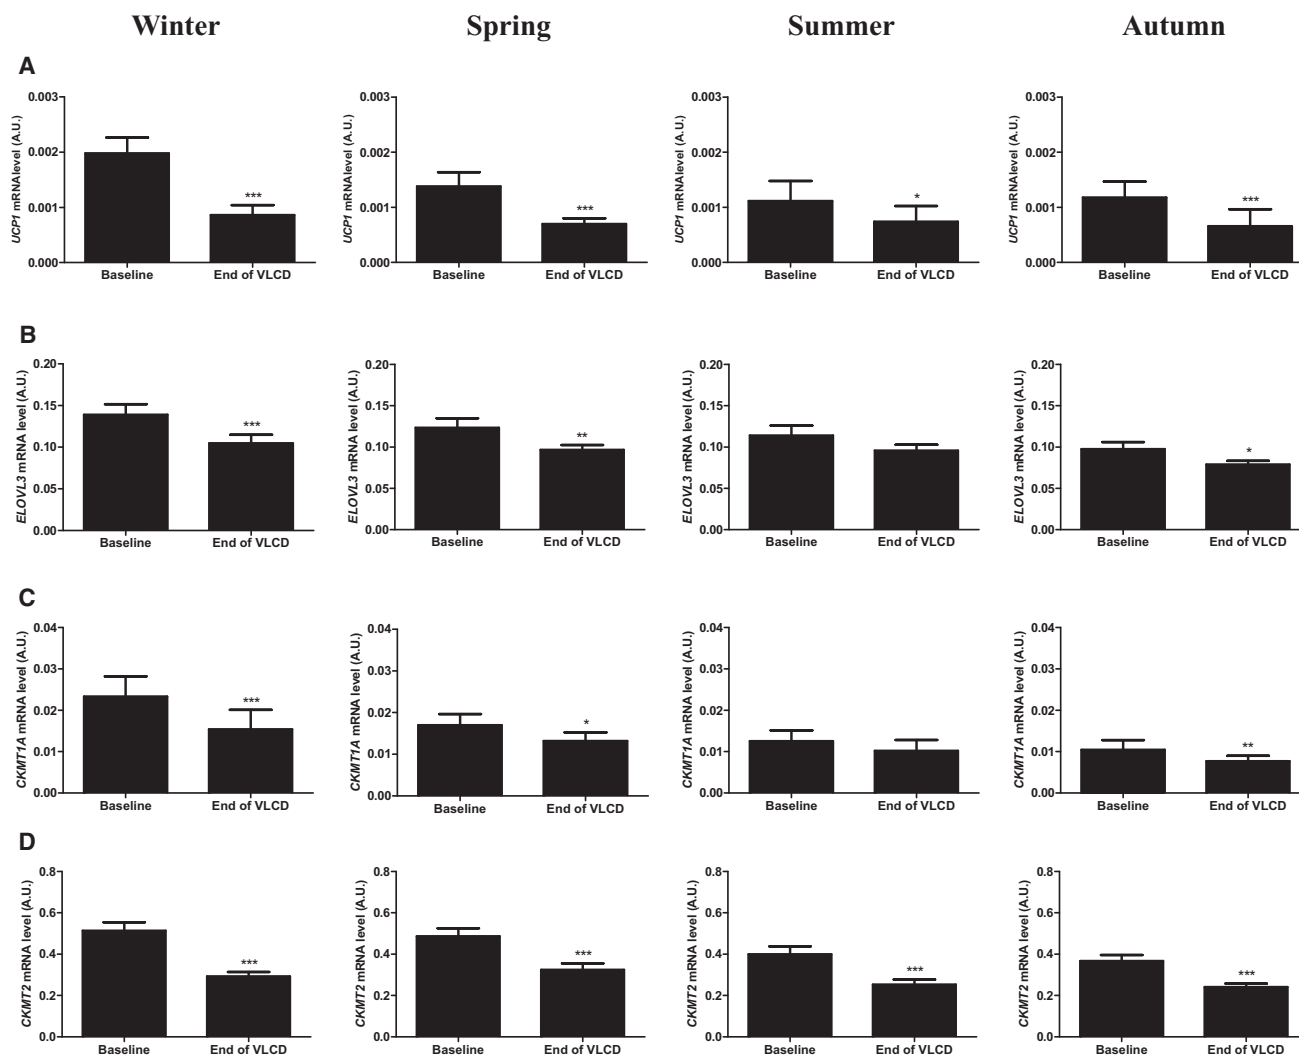 Winter Spring Summer Autumn
A
UCP1 mRNAlevel (A.U.)
0.003
0.002
0.001
0.000
***
Baseline End of VLCD
UCP1 mRNAlevel (A.U.)
0.003
0.002
0.001
0.000
***
Baseline End of VLCD
UCP1 mRNAlevel (A.U.)
0.003
0.002
0.001
0.000
*
Baseline End of VLCD
UCP1 mRNAlevel (A.U.)
0.003
0.002
0.001
0.000
***
Baseline End of VLCD
B
ELOVL3 mRNA level (A.U.)
0.20
0.15
0.10
0.05
0.00
***
Baseline End of VLCD
ELOVL3 mRNA level (A.U.)
0.20
0.15
0.10
0.05
0.00
**
Baseline End of VLCD
ELOVL3 mRNA level (A.U.)
0.20
0.15
0.10
0.05
0.00
Baseline End of VLCD
ELOVL3 mRNA level (A.U.)
0.20
0.15
0.10
0.05
0.00
*
Baseline End of VLCD
C
CKMT1A mRNA level (A.U.)
0.04
0.03
0.02
0.01
0.00
***
Baseline End of VLCD
CKMT1A mRNA level (A.U.)
0.04
0.03
0.02
0.01
0.00
*
Baseline End of VLCD
CKMT1A mRNA level (A.U.)
0.04
0.03
0.02
0.01
0.00
Baseline End of VLCD
CKMT1A mRNA level (A.U.)
0.04
0.03
0.02
0.01
0.00
**
Baseline End of VLCD
D
CKMT2 mRNA level (A.U.)
0.8
0.6
0.4
0.2
0.0
***
Baseline End of VLCD
CKMT2 mRNA level (A.U.)
0.8
0.6
0.4
0.2
0.0
***
Baseline End of VLCD
CKMT2 mRNA level (A.U.)
0.8
0.6
0.4
0.2
0.0
***
Baseline End of VLCD
CKMT2 mRNA level (A.U.)
0.8
0.6
0.4
0.2
0.0
***
Baseline End of VLCD